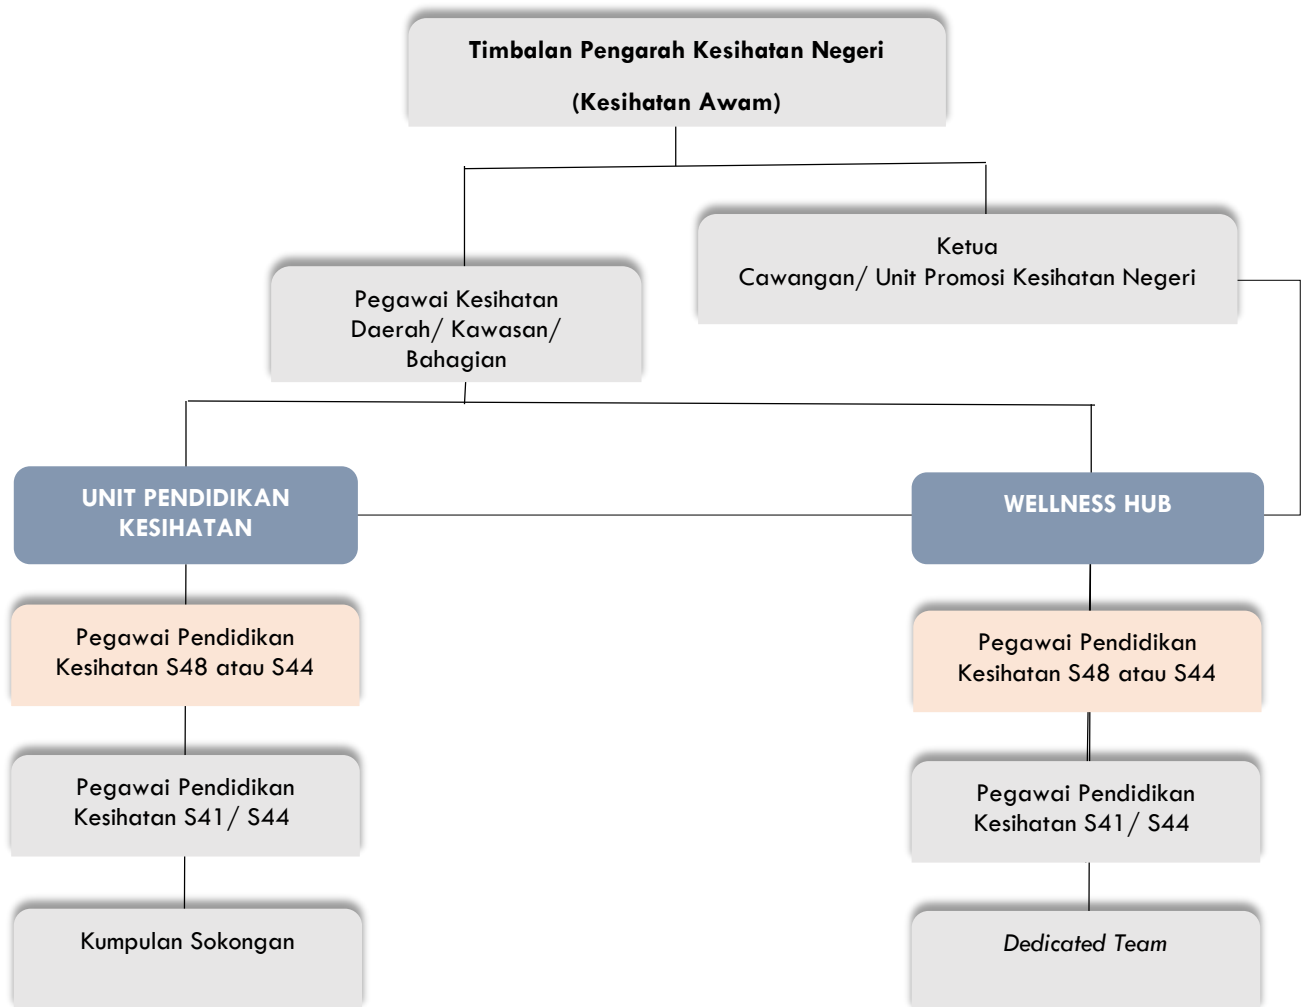 Timbalan Pengarah Kesihatan Negeri
(Kesihatan Awam)
Ketua
Cawangan/ Unit Promosi Kesihatan Negeri
Pegawai Kesihatan
Daerah/ Kawasan/
Bahagian
UNIT PENDIDIKAN
KESIHATAN
WELLNESS HUB
Pegawai Pendidikan
Kesihatan S48 atau S44
Pegawai Pendidikan
Kesihatan S48 atau S44
Pegawai Pendidikan
Kesihatan S41/ S44
Pegawai Pendidikan
Kesihatan S41/ S44
Kumpulan Sokongan
Dedicated Team